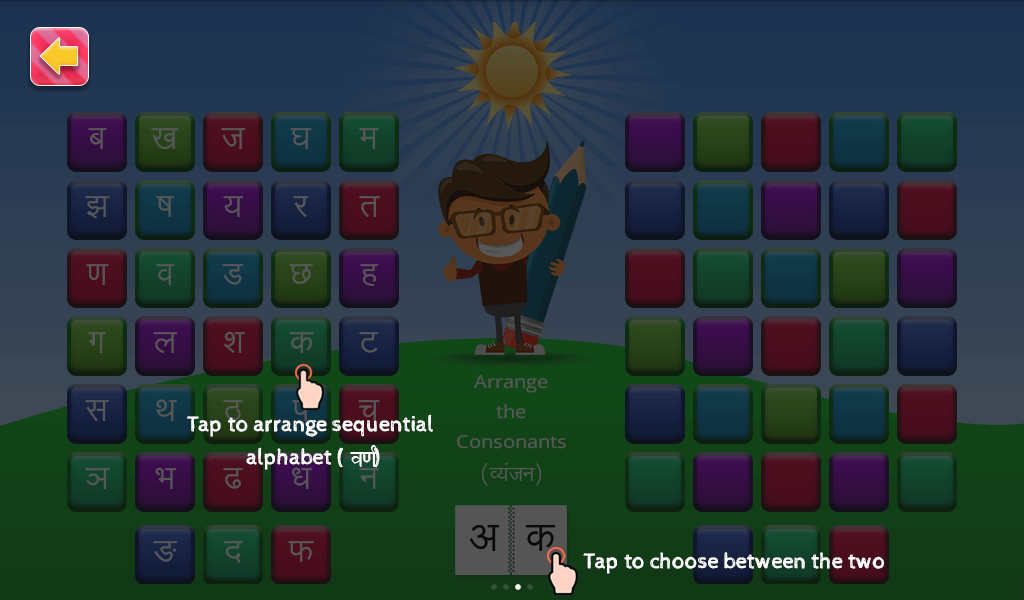 ब ख ज घ म
झ ष य र त
ण व ड छ ह
ग ल श क ट
स थ ठ प च
ञ भ ढ ध न
ङ द फ
Tap to arrange sequential
alphabet ( वर्ण)
Arrange
the
Consonants
(व्यंजन)
अ क
Tap to choose between the two